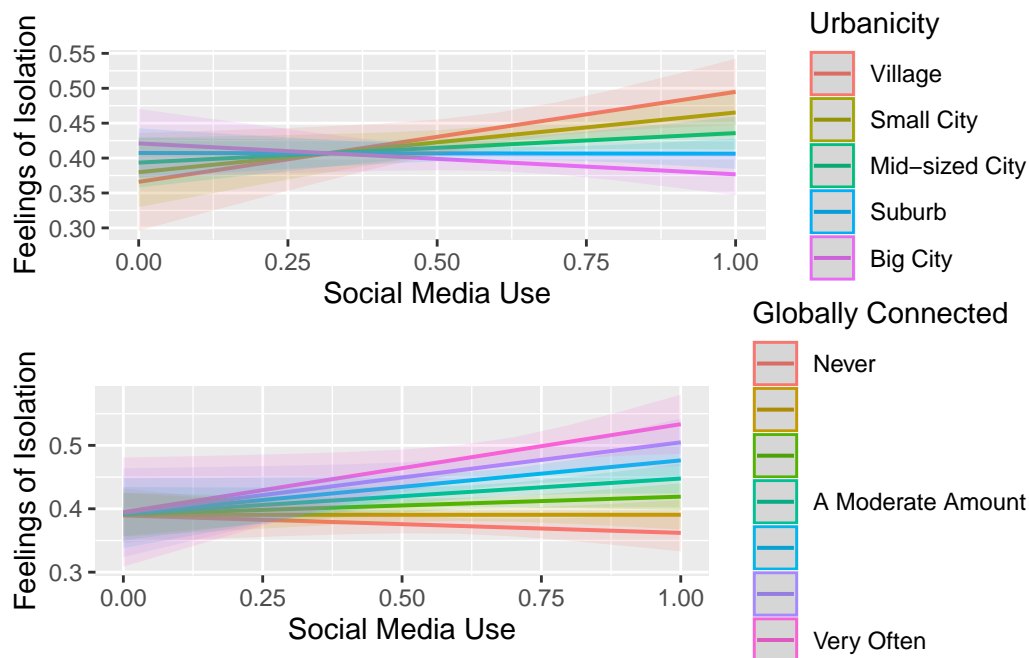 Urbanicity
Village
Small City
Mid−sized City
Suburb
Big City
Feelings of Isolation
0.55
0.50
0.45
0.40
0.35
0.30
0.00 0.25 0.50 0.75 1.00
Social Media Use
Globally Connected
Never
A Moderate Amount
Very Often
Feelings of Isolation
0.5
0.4
0.3
0.00 0.25 0.50 0.75 1.00
Social Media Use